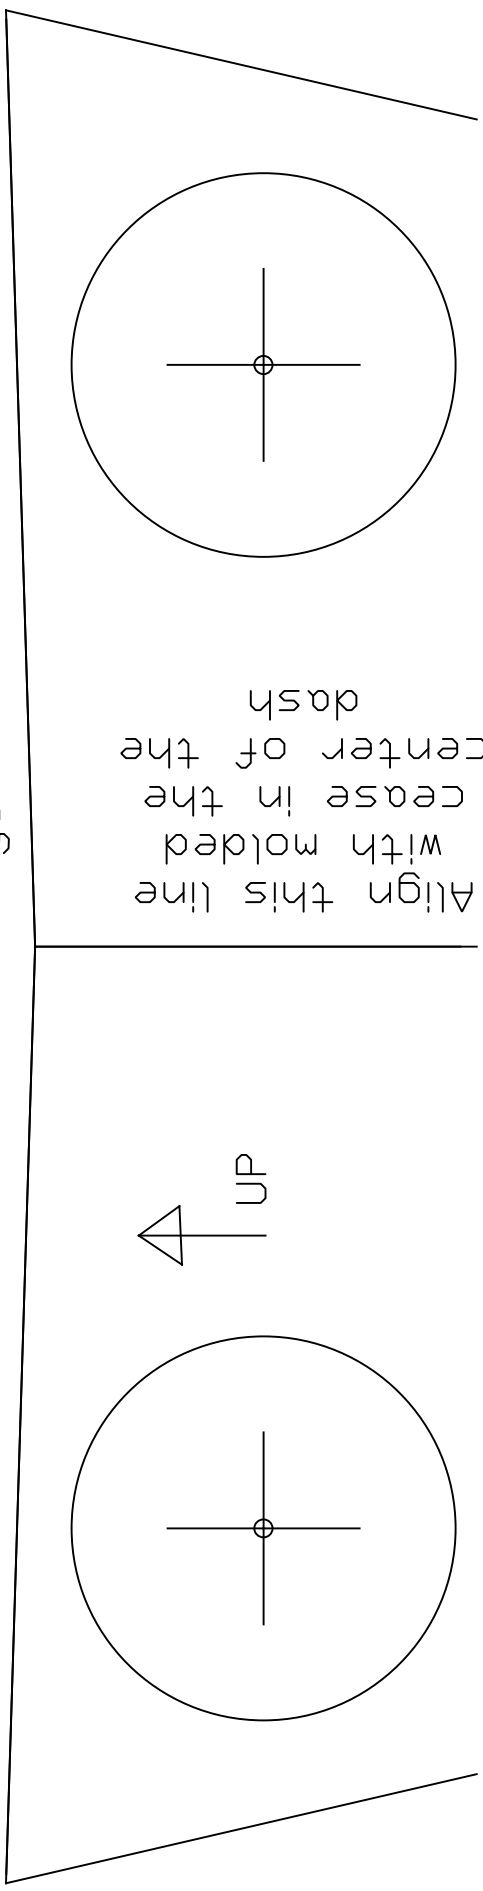 Align this line
with molded
cease in the
center of the
dash
UP